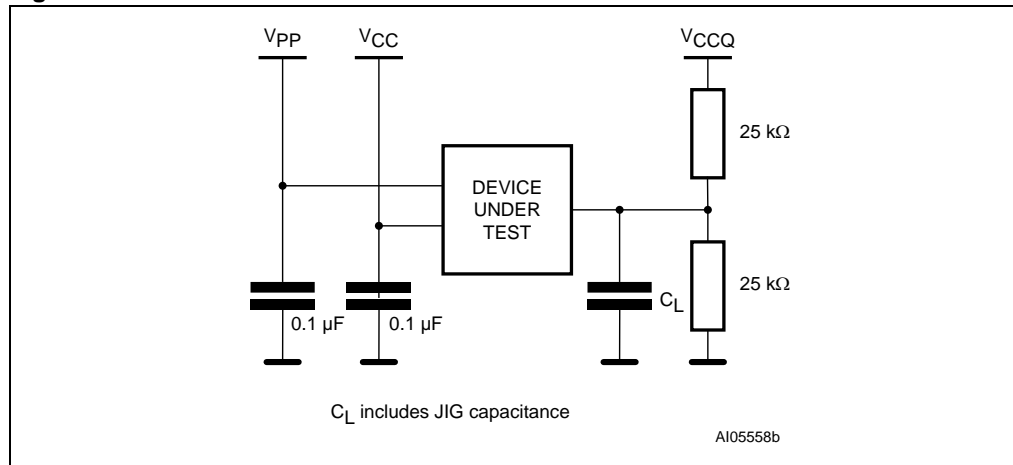 VPP
VCC
VCCQ
25 kΩ
DEVICE
UNDER
TEST
25 kΩ
CL
0.1 µF
0.1 µF
CL includes JIG capacitance
AI05558b